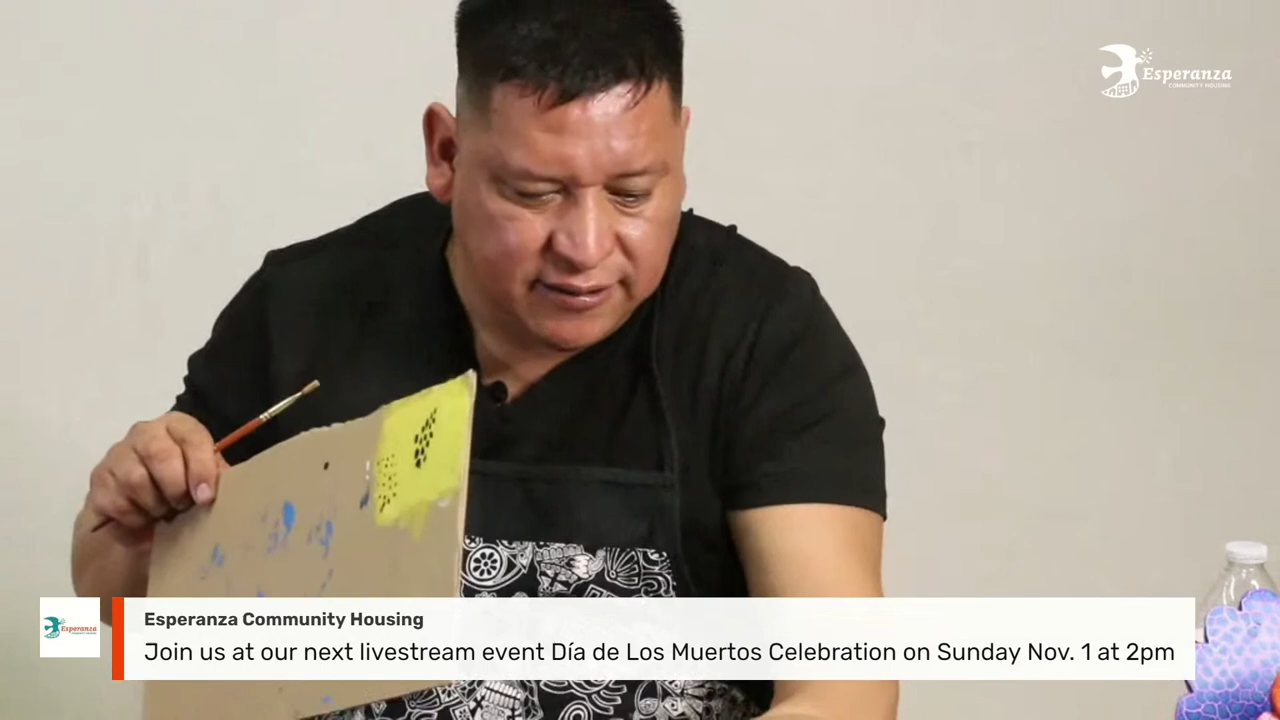 Esperanza
COMMUNITY HOUSING
Esperanza
Esperanza Community Housing
Join us at our next livestream event Día de Los Muertos Celebration on Sunday Nov. 1 at 2pm